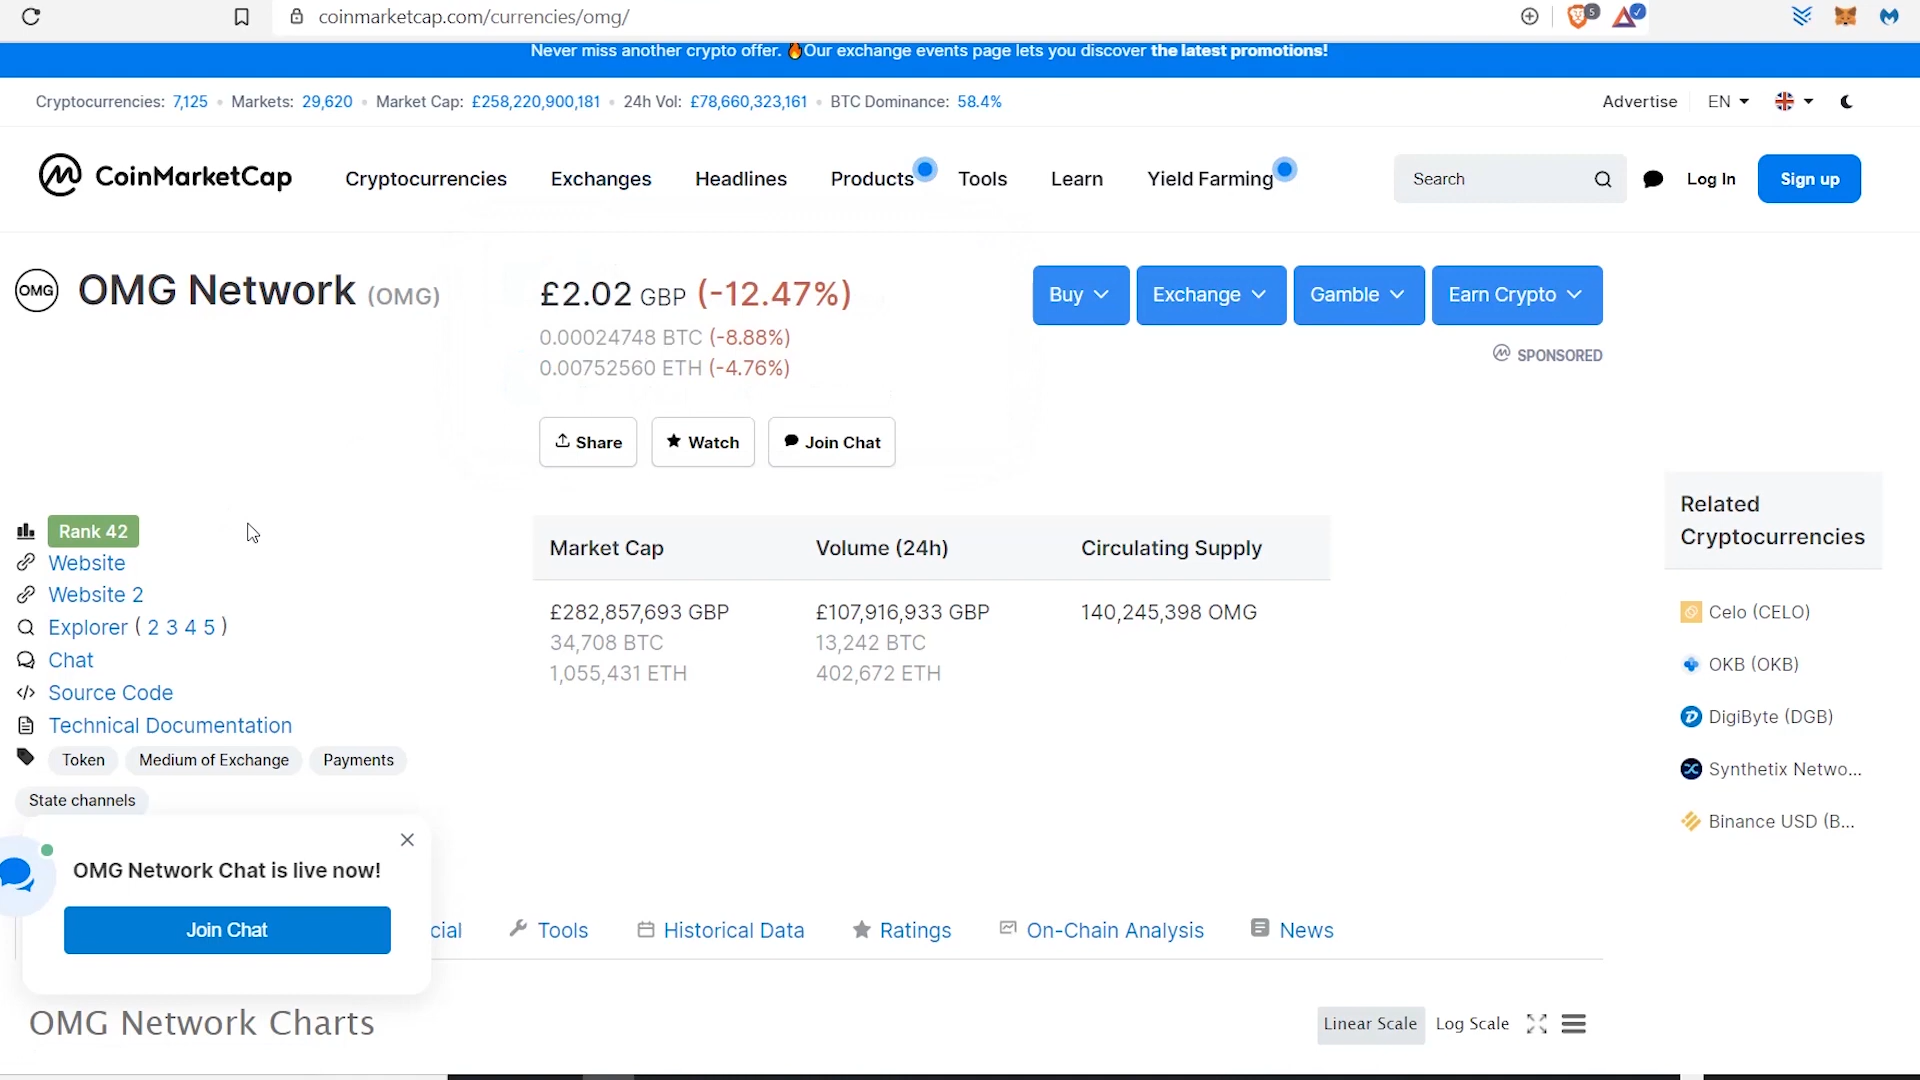 coinmarketcap.com/currencies/omg/
5
Never miss another crypto offer. 🔥Our exchange events page lets you discover the latest promotions!
Cryptocurrencies: 7,125 • Markets: 29,620 • Market Cap: £258,220,900,181 • 24h Vol: £78,660,323,161 • BTC Dominance: 58.4%
Advertise EN
CoinMarketCap
Cryptocurrencies Exchanges Headlines Products Tools Learn Yield Farming
Search
Log In
Sign up
OMG
OMG Network (OMG)
£2.02 GBP (-12.47%)
0.00024748 BTC (-8.88%)
0.00752560 ETH (-4.76%)
Buy
Exchange
Gamble
Earn Crypto
SPONSORED
Share
Watch
Join Chat
Rank 42
Website
Website 2
Explorer ( 2 3 4 5 )
Chat
Source Code
Technical Documentation
Token Medium of Exchange Payments
State channels
Market Cap Volume (24h) Circulating Supply
£282,857,693 GBP £107,916,933 GBP 140,245,398 OMG
34,708 BTC 13,242 BTC
1,055,431 ETH 402,672 ETH
Related
Cryptocurrencies
Celo (CELO)
OKB (OKB)
DigiByte (DGB)
Synthetix Netwo...
Binance USD (B...
OMG Network Chat is live now!
Join Chat
cial Tools Historical Data Ratings On-Chain Analysis News
OMG Network Charts
Linear Scale Log Scale